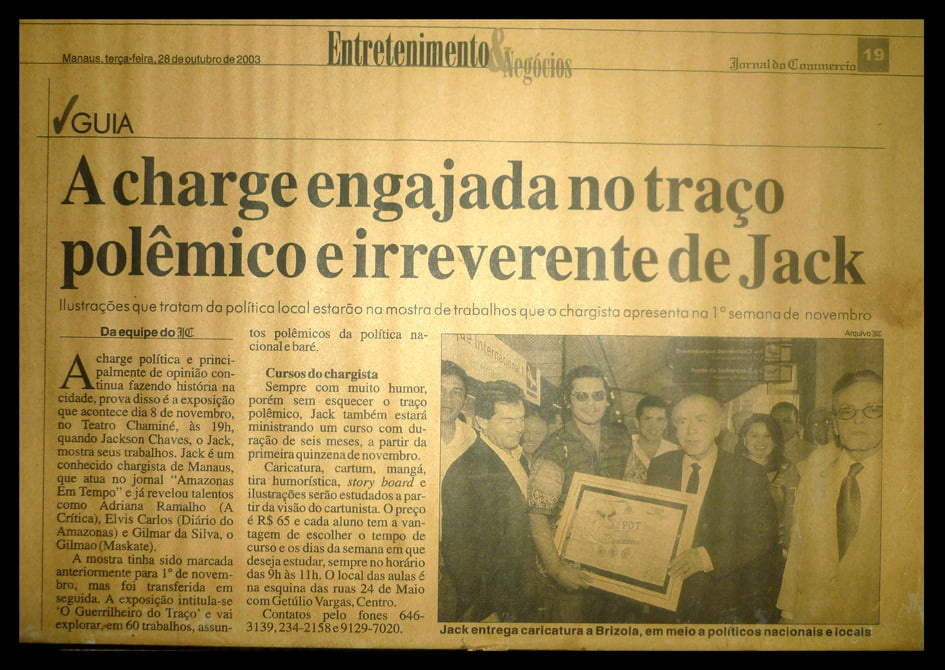 Manaus, terça-feira, 28 de outubro de 2003
Entretenimento & Negócios
Jornal do Commercio 19
GUIA
A charge engajada no traço
polêmico e irreverente de Jack
Ilustrações que tratam da política local estarão na mostra de trabalhos que o chargista apresenta na 1ª semana de novembro
Da equipe do JC
A charge política e princi-
palmente de opinião con-
tinua fazendo história na
cidade, prova disso é a exposição
que acontece dia 8 de novembro,
no Teatro Chaminé, às 19h,
quando Jackson Chaves, o Jack,
mostra seus trabalhos. Jack é um
conhecido chargista de Manaus,
que atua no jornal “Amazonas
Em Tempo” e já revelou talentos
como Adriana Ramalho (A
Crítica), Elvis Carlos (Diário do
Amazonas) e Gilmar da Silva, o
Gilmao (Maskate).
A mostra tinha sido marcada
anteriormente para 1º de novem-
bro, mas foi transferida em
seguida. A exposição intitula-se
‘O Guerrilheiro do Traço’ e vai
explorar, em 60 trabalhos, assun-
tos polêmicos da política na-
cional e baré.
Cursos do chargista
Sempre com muito humor,
porém sem esquecer o traço
polêmico, Jack também estará
ministrando um curso com du-
ração de seis meses, a partir da
primeira quinzena de novembro.
Caricatura, cartum, mangá,
tira humorística, story board e
ilustrações serão estudados a par-
tir da visão do cartunista. O preço
é R$ 65 e cada aluno tem a van-
tagem de escolher o tempo de
curso e os dias da semana em que
deseja estudar, sempre no horário
das 9h às 11h. O local das aulas é
na esquina das ruas 24 de Maio
com Getúlio Vargas, Centro.
Contatos pelo fones 646-
3139, 234-2158 e 9129-7020.
Arquivo JC
Internacional
PDT
Jack entrega caricatura a Brizola, em meio a políticos nacionais e locais